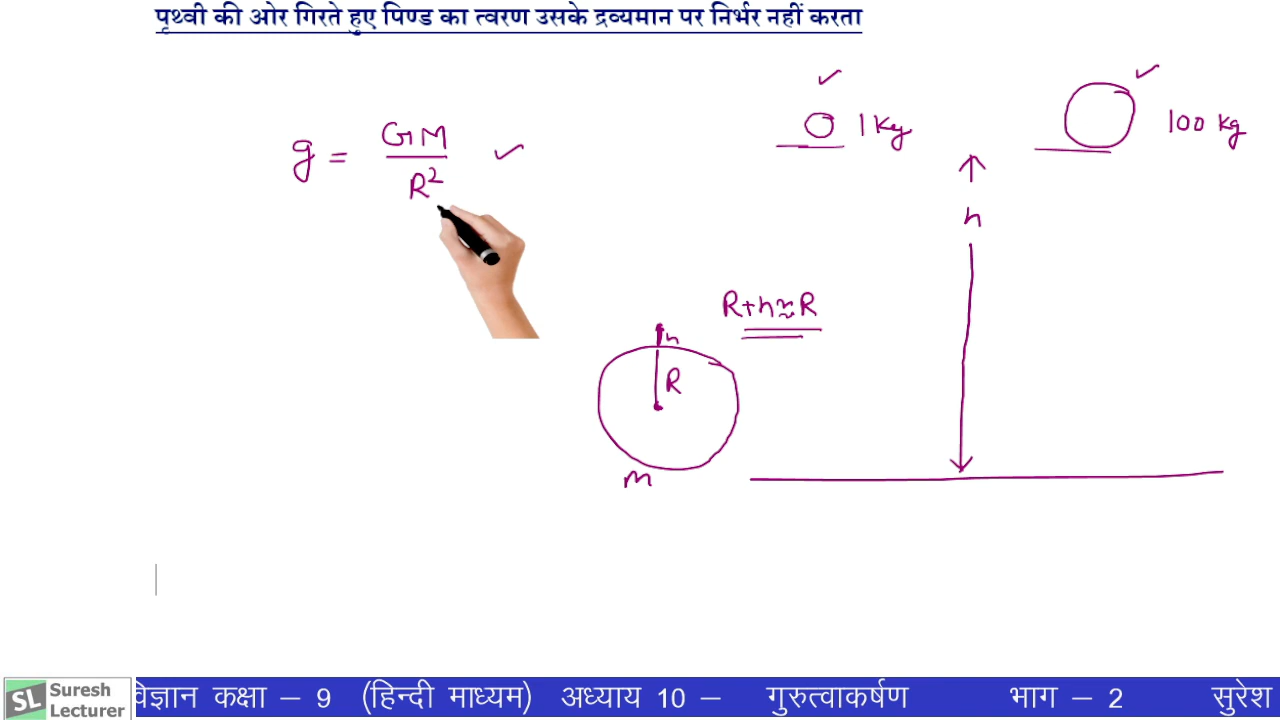 पृथ्वी की ओर गिरते हुए पिण्ड का त्वरण उसके द्रव्यमान पर निर्भर नहीं करता
g = GM / R²
1 Kg
100 kg
h
R+h≈R
h
R
m
SL Suresh Lecturer
विज्ञान कक्षा – 9 (हिन्दी माध्यम) अध्याय 10 – गुरुत्वाकर्षण भाग – 2 सुरेश